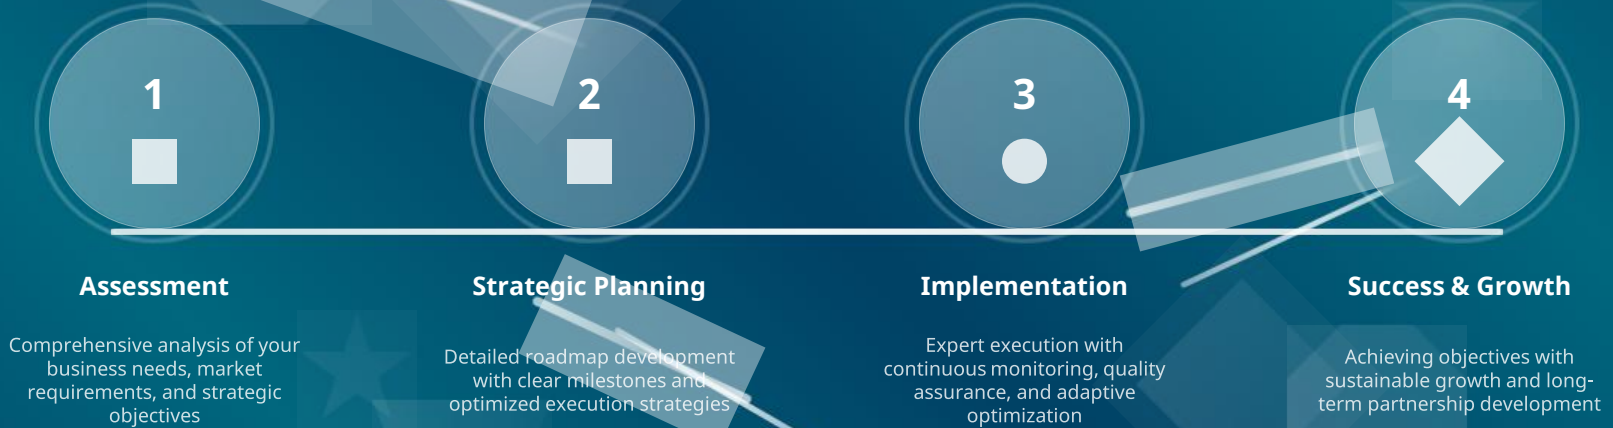 1
2
3
4
Assessment
Strategic Planning
Implementation
Success & Growth
Comprehensive analysis of your
business needs, market
requirements, and strategic
objectives
Detailed roadmap development
with clear milestones and
optimized execution strategies
Expert execution with
continuous monitoring, quality
assurance, and adaptive
optimization
Achieving objectives with
sustainable growth and long-
term partnership development